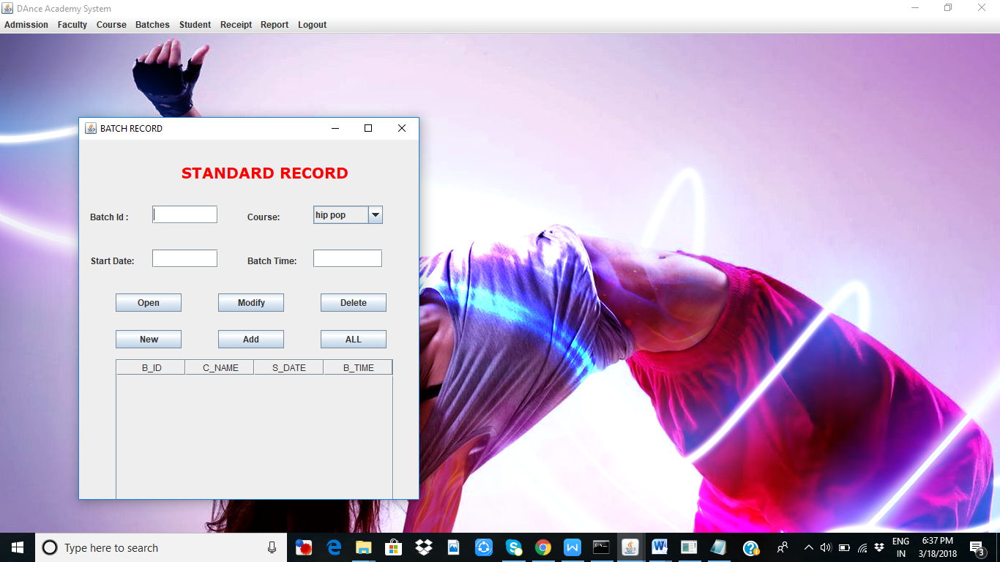 DAnce Academy System
Admission Faculty Course Batches Student Receipt Report Logout
BATCH RECORD
STANDARD RECORD
Batch Id : Course: hip pop
Start Date: Batch Time:
Open Modify Delete
New Add ALL
B_ID C_NAME S_DATE B_TIME
Type here to search
ENG 6:37 PM
IN 3/18/2018 3